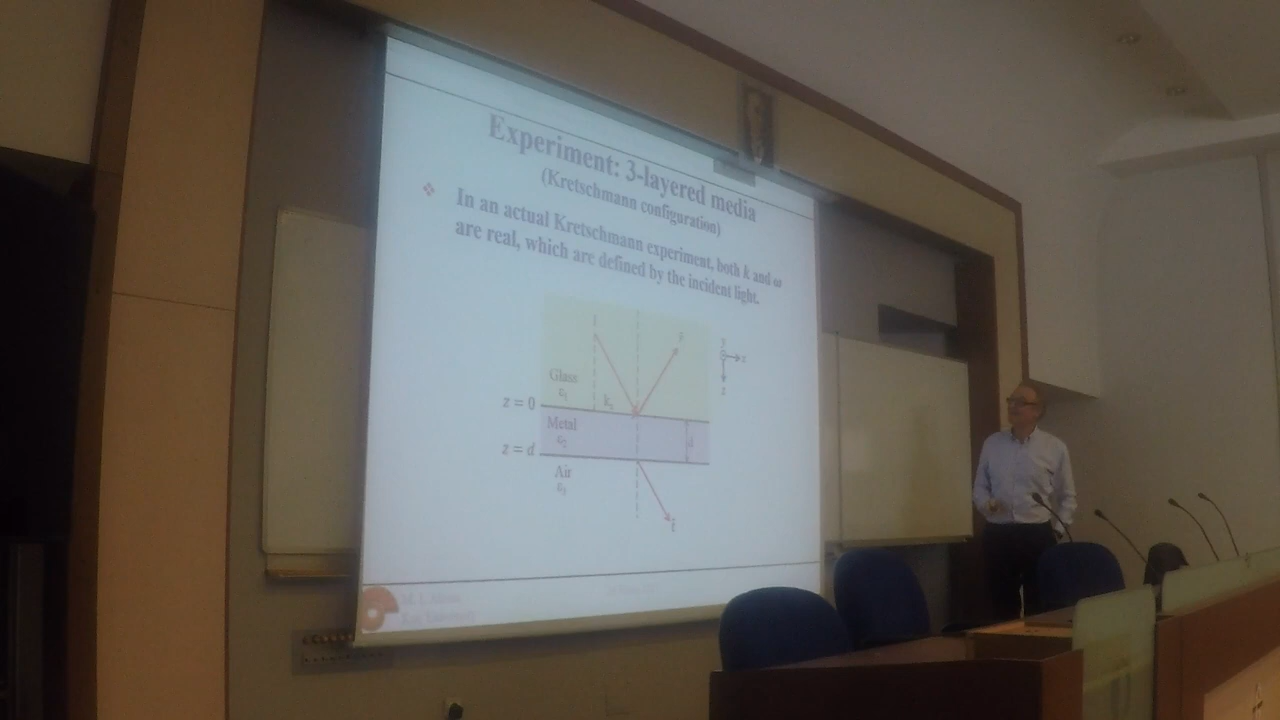 Experiment: 3-layered media
(Kretschmann configuration)
❖ In an actual Kretschmann experiment, both k and ω
are real, which are defined by the incident light.
Glass
ε₁
z = 0
Metal
ε₂
d
z = d
Air
ε₃